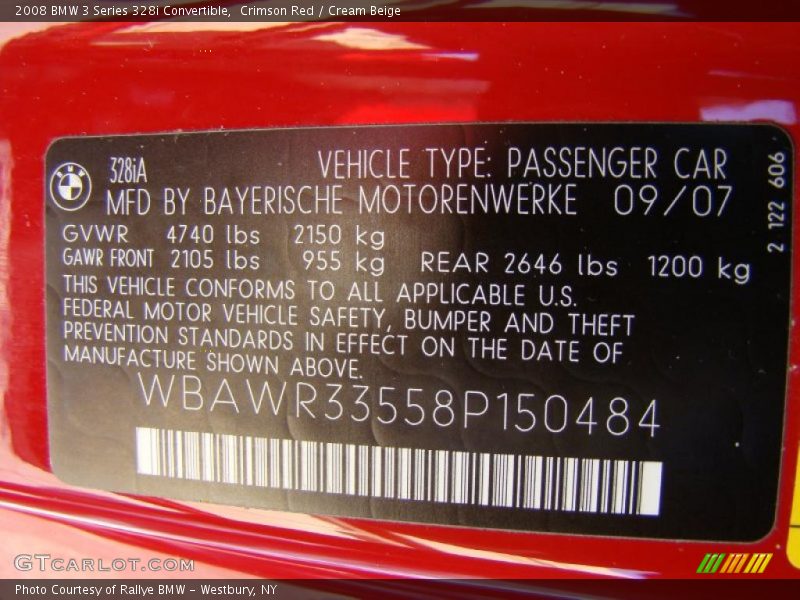 2008 BMW 3 Series 328i Convertible,  Crimson Red / Cream Beige
328iA VEHICLE TYPE: PASSENGER CAR
MFD BY BAYERISCHE MOTORENWERKE 09/07
GVWR 4740 lbs 2150 kg
GAWR FRONT 2105 lbs 955 kg REAR 2646 lbs 1200 kg
THIS VEHICLE CONFORMS TO ALL APPLICABLE U.S.
FEDERAL MOTOR VEHICLE SAFETY, BUMPER AND THEFT
PREVENTION STANDARDS IN EFFECT ON THE DATE OF
MANUFACTURE SHOWN ABOVE.
WBAWR33558P150484
2 122 606
GTCARLOT.COM
Photo Courtesy of Rallye BMW - Westbury, NY